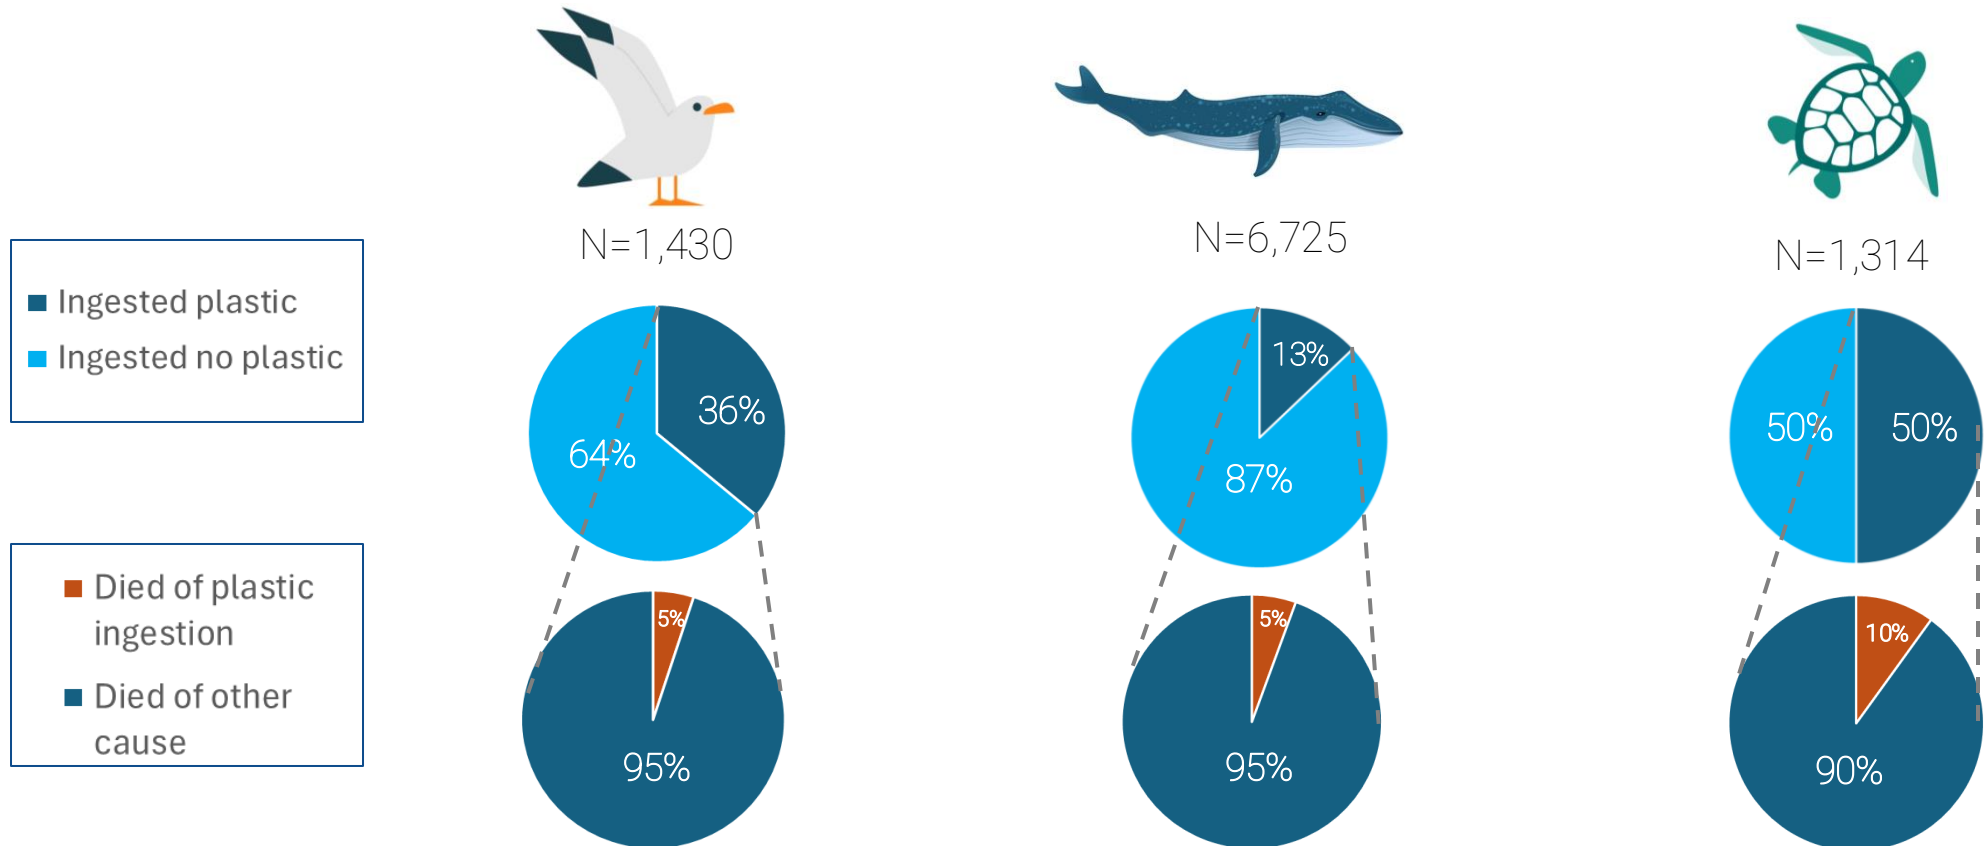 N=1,430
N=6,725
N=1,314
Ingested plastic
Ingested no plastic
36%
64%
13%
87%
50%
50%
Died of plastic
ingestion
Died of other
cause
5%
95%
5%
95%
10%
90%